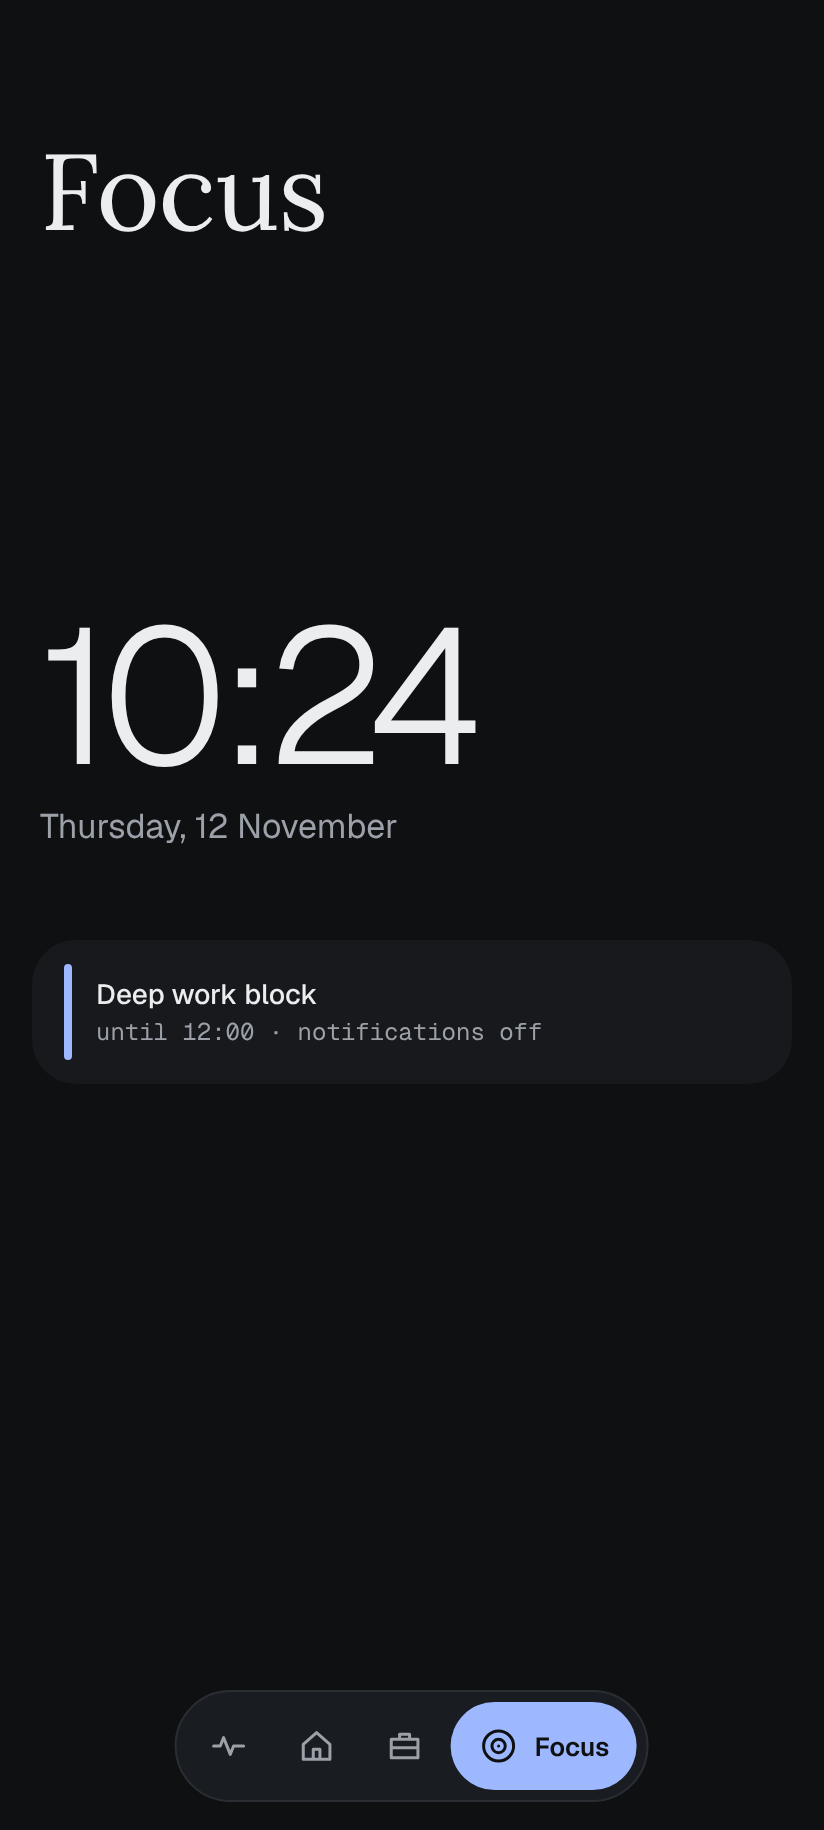 Focus
10:24
Thursday, 12 November
Deep work block
until 12:00 · notifications off
Focus